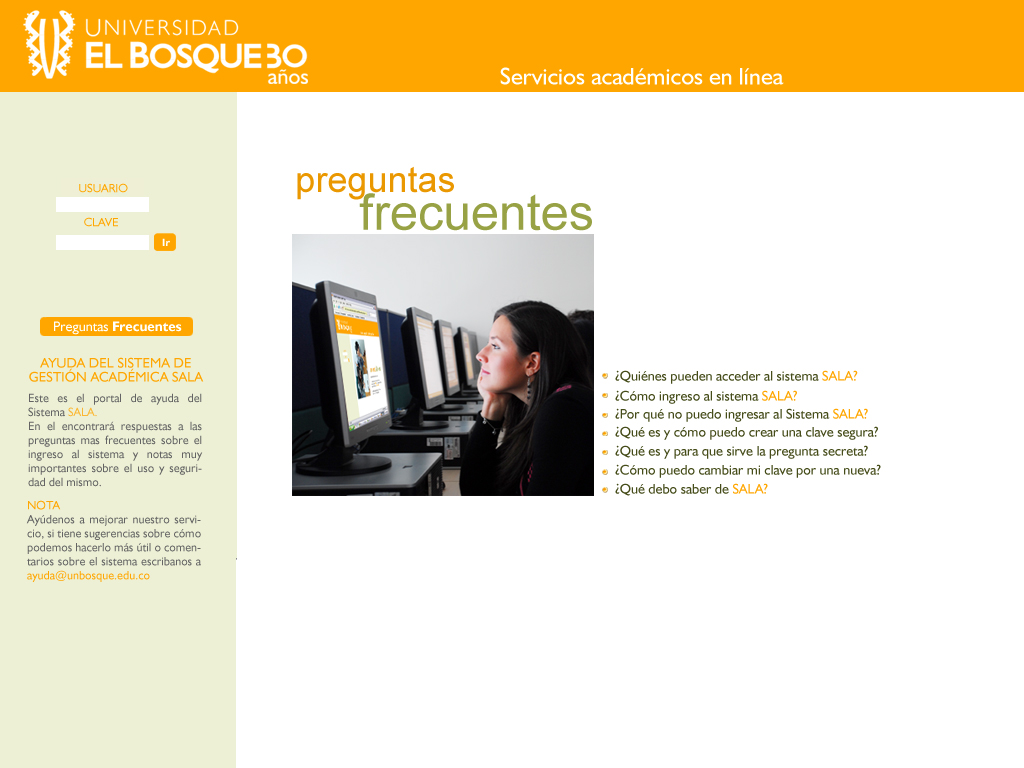 UNIVERSIDAD
EL BOSQUE 30
años
Servicios académicos en línea
USUARIO
CLAVE
Ir
Preguntas Frecuentes
AYUDA DEL SISTEMA DE
GESTIÓN ACADÉMICA SALA
Este es el portal de ayuda del
Sistema SALA.
En el encontrará respuestas a las
preguntas mas frecuentes sobre el
ingreso al sistema y notas muy
importantes sobre el uso y seguri-
dad del mismo.
NOTA
Ayúdenos a mejorar nuestro servi-
cio, si tiene sugerencias sobre cómo
podemos hacerlo más útil o comen-
tarios sobre el sistema escribanos a
ayuda@unbosque.edu.co
preguntas
frecuentes
¿Quiénes pueden acceder al sistema SALA?
¿Cómo ingreso al sistema SALA?
¿Por qué no puedo ingresar al Sistema SALA?
¿Qué es y cómo puedo crear una clave segura?
¿Qué es y para que sirve la pregunta secreta?
¿Cómo puedo cambiar mi clave por una nueva?
¿Qué debo saber de SALA?